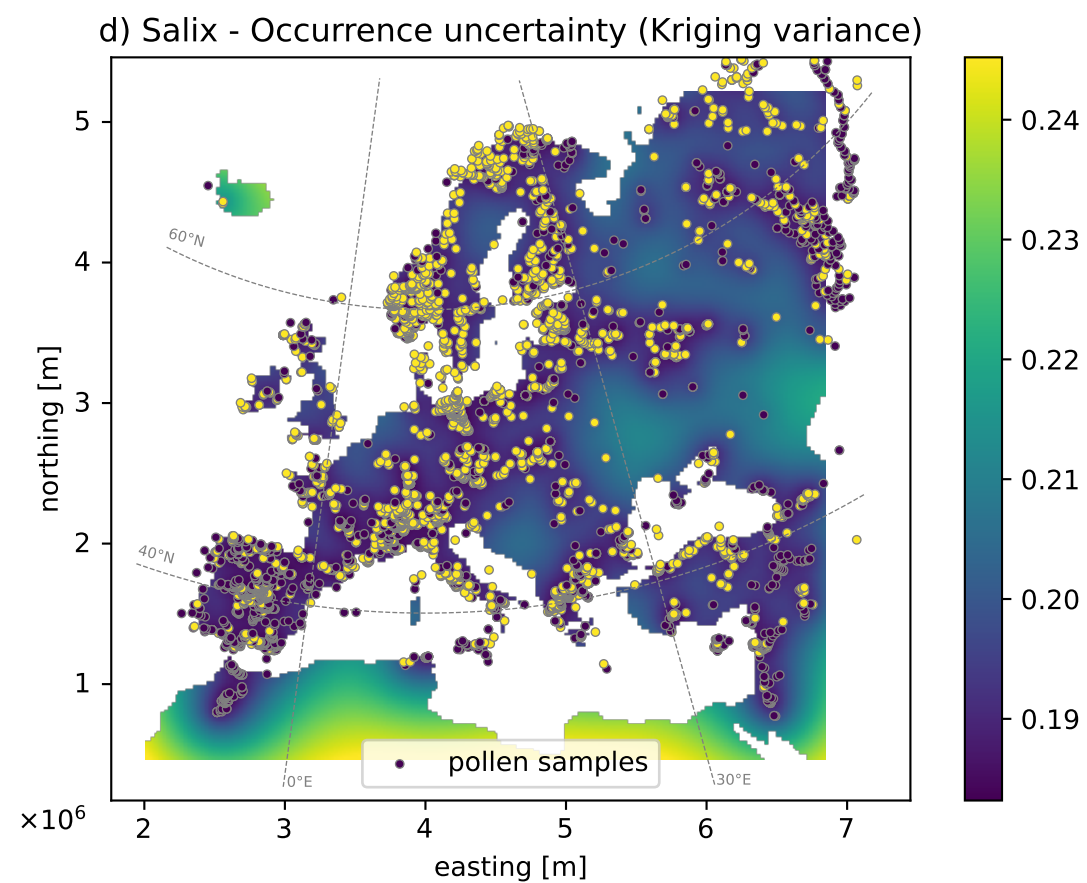 d) Salix - Occurrence uncertainty (Kriging variance)
5
4
3
2
1
northing [m]
60°N
40°N
0°E
30°E
pollen samples
×10⁶
2 3 4 5 6 7
easting [m]
0.24
0.23
0.22
0.21
0.20
0.19